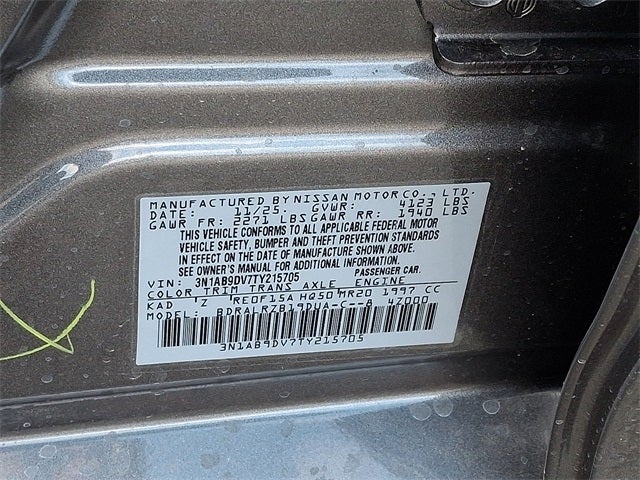 MANUFACTURED BY NISSAN MOTOR CO., LTD.
DATE: 11/25, GVWR: 4123 LBS
GAWR FR: 2271 LBS GAWR RR: 1940 LBS
THIS VEHICLE CONFORMS TO ALL APPLICABLE FEDERAL MOTOR
VEHICLE SAFETY, BUMPER AND THEFT PREVENTION STANDARDS
IN EFFECT ON THE DATE OF MANUFACTURE SHOWN ABOVE.
SEE OWNER'S MANUAL FOR ADDITIONAL INFORMATION.
VIN: 3N1AB9DV7TY215705 PASSENGER CAR.
COLOR TRIM TRANS AXLE ENGINE
KAD Z RE0F15A HG50 MR20 1997 CC
MODEL: BDRALRZB19DUA-C--A 4Z000
3N1AB9DV7TY215705